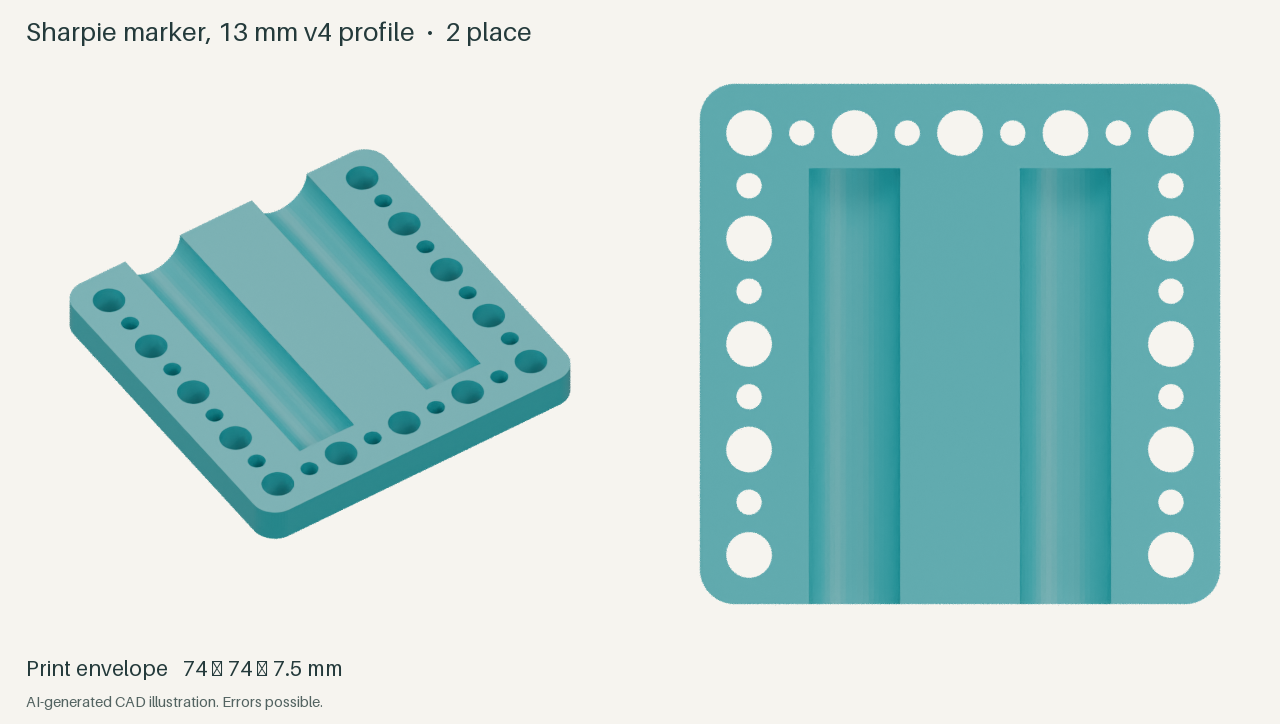 Sharpie marker, 13 mm v4 profile · 2 place
Print envelope 74 74 7.5 mm
AI-generated CAD illustration. Errors possible.